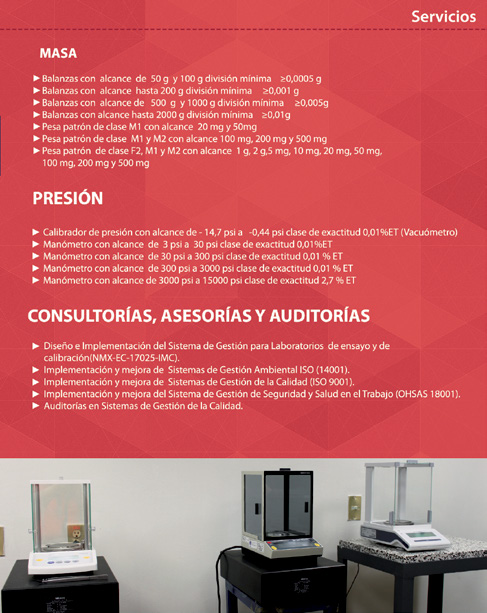 Servicios
MASA
►Balanzas con alcance de 50 g y 100 g división mínima ≥0,0005 g
►Balanzas con alcance hasta 200 g división mínima ≥0,001 g
►Balanzas con alcance de 500 g y 1000 g división mínima ≥0,005g
►Balanzas con alcance hasta 2000 g división mínima ≥0,01g
►Pesa patrón de clase M1 con alcance 20 mg y 50mg
►Pesa patrón de clase M1 y M2 con alcance 100 mg, 200 mg y 500 mg
►Pesa patrón de clase F2, M1 y M2 con alcance 1 g, 2 g,5 mg, 10 mg, 20 mg, 50 mg,
100 mg, 200 mg y 500 mg
PRESIÓN
► Calibrador de presión con alcance de - 14,7 psi a -0,44 psi clase de exactitud 0,01%ET (Vacuómetro)
► Manómetro con alcance de 3 psi a 30 psi clase de exactitud 0,01%ET
► Manómetro con alcance de 30 psi a 300 psi clase de exactitud 0,01 % ET
► Manómetro con alcance de 300 psi a 3000 psi clase de exactitud 0,01 % ET
► Manómetro con alcance de 3000 psi a 15000 psi clase de exactitud 2,7 % ET
CONSULTORÍAS, ASESORÍAS Y AUDITORÍAS
► Diseño e Implementación del Sistema de Gestión para Laboratorios de ensayo y de
calibración(NMX-EC-17025-IMC).
► Implementación y mejora de Sistemas de Gestión Ambiental ISO (14001).
► Implementación y mejora de Sistemas de Gestión de la Calidad (ISO 9001).
► Implementación y mejora del Sistema de Gestión de Seguridad y Salud en el Trabajo (OHSAS 18001).
► Auditorías en Sistemas de Gestión de la Calidad.